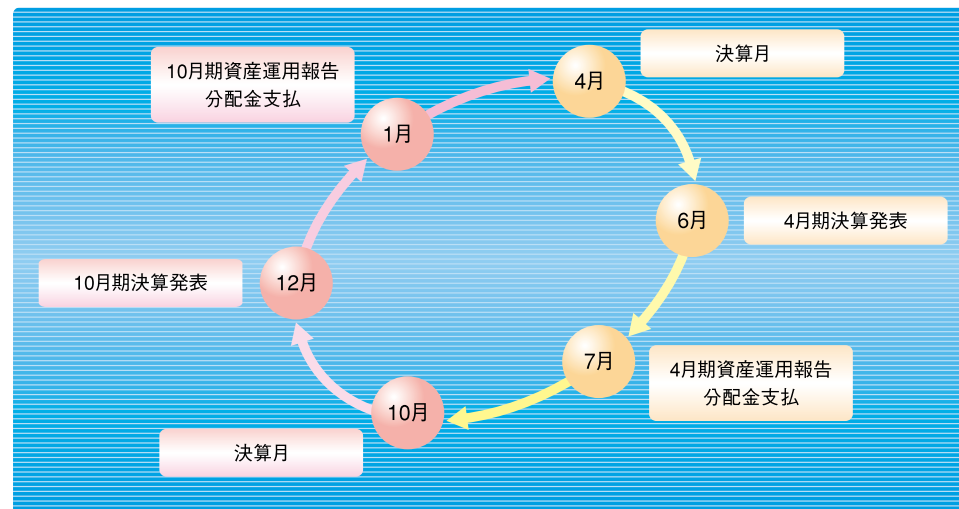 決算月
4月
10月期資産運用報告
分配金支払
1月
6月
4月期決算発表
12月
10月期決算発表
7月
4月期資産運用報告
分配金支払
10月
決算月